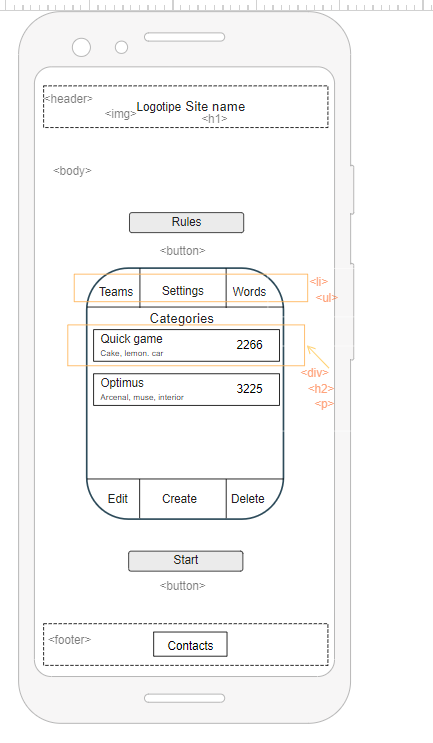 <header>
Logotipe Site name
<img>
<h1>
<body>
Rules
<button>
Teams Settings Words
<li>
<ul>
Categories
Quick game 2266
Cake, lemon. car
<div>
<h2>
<p>
Optimus 3225
Arcenal, muse, interior
Edit Create Delete
Start
<button>
<footer>
Contacts